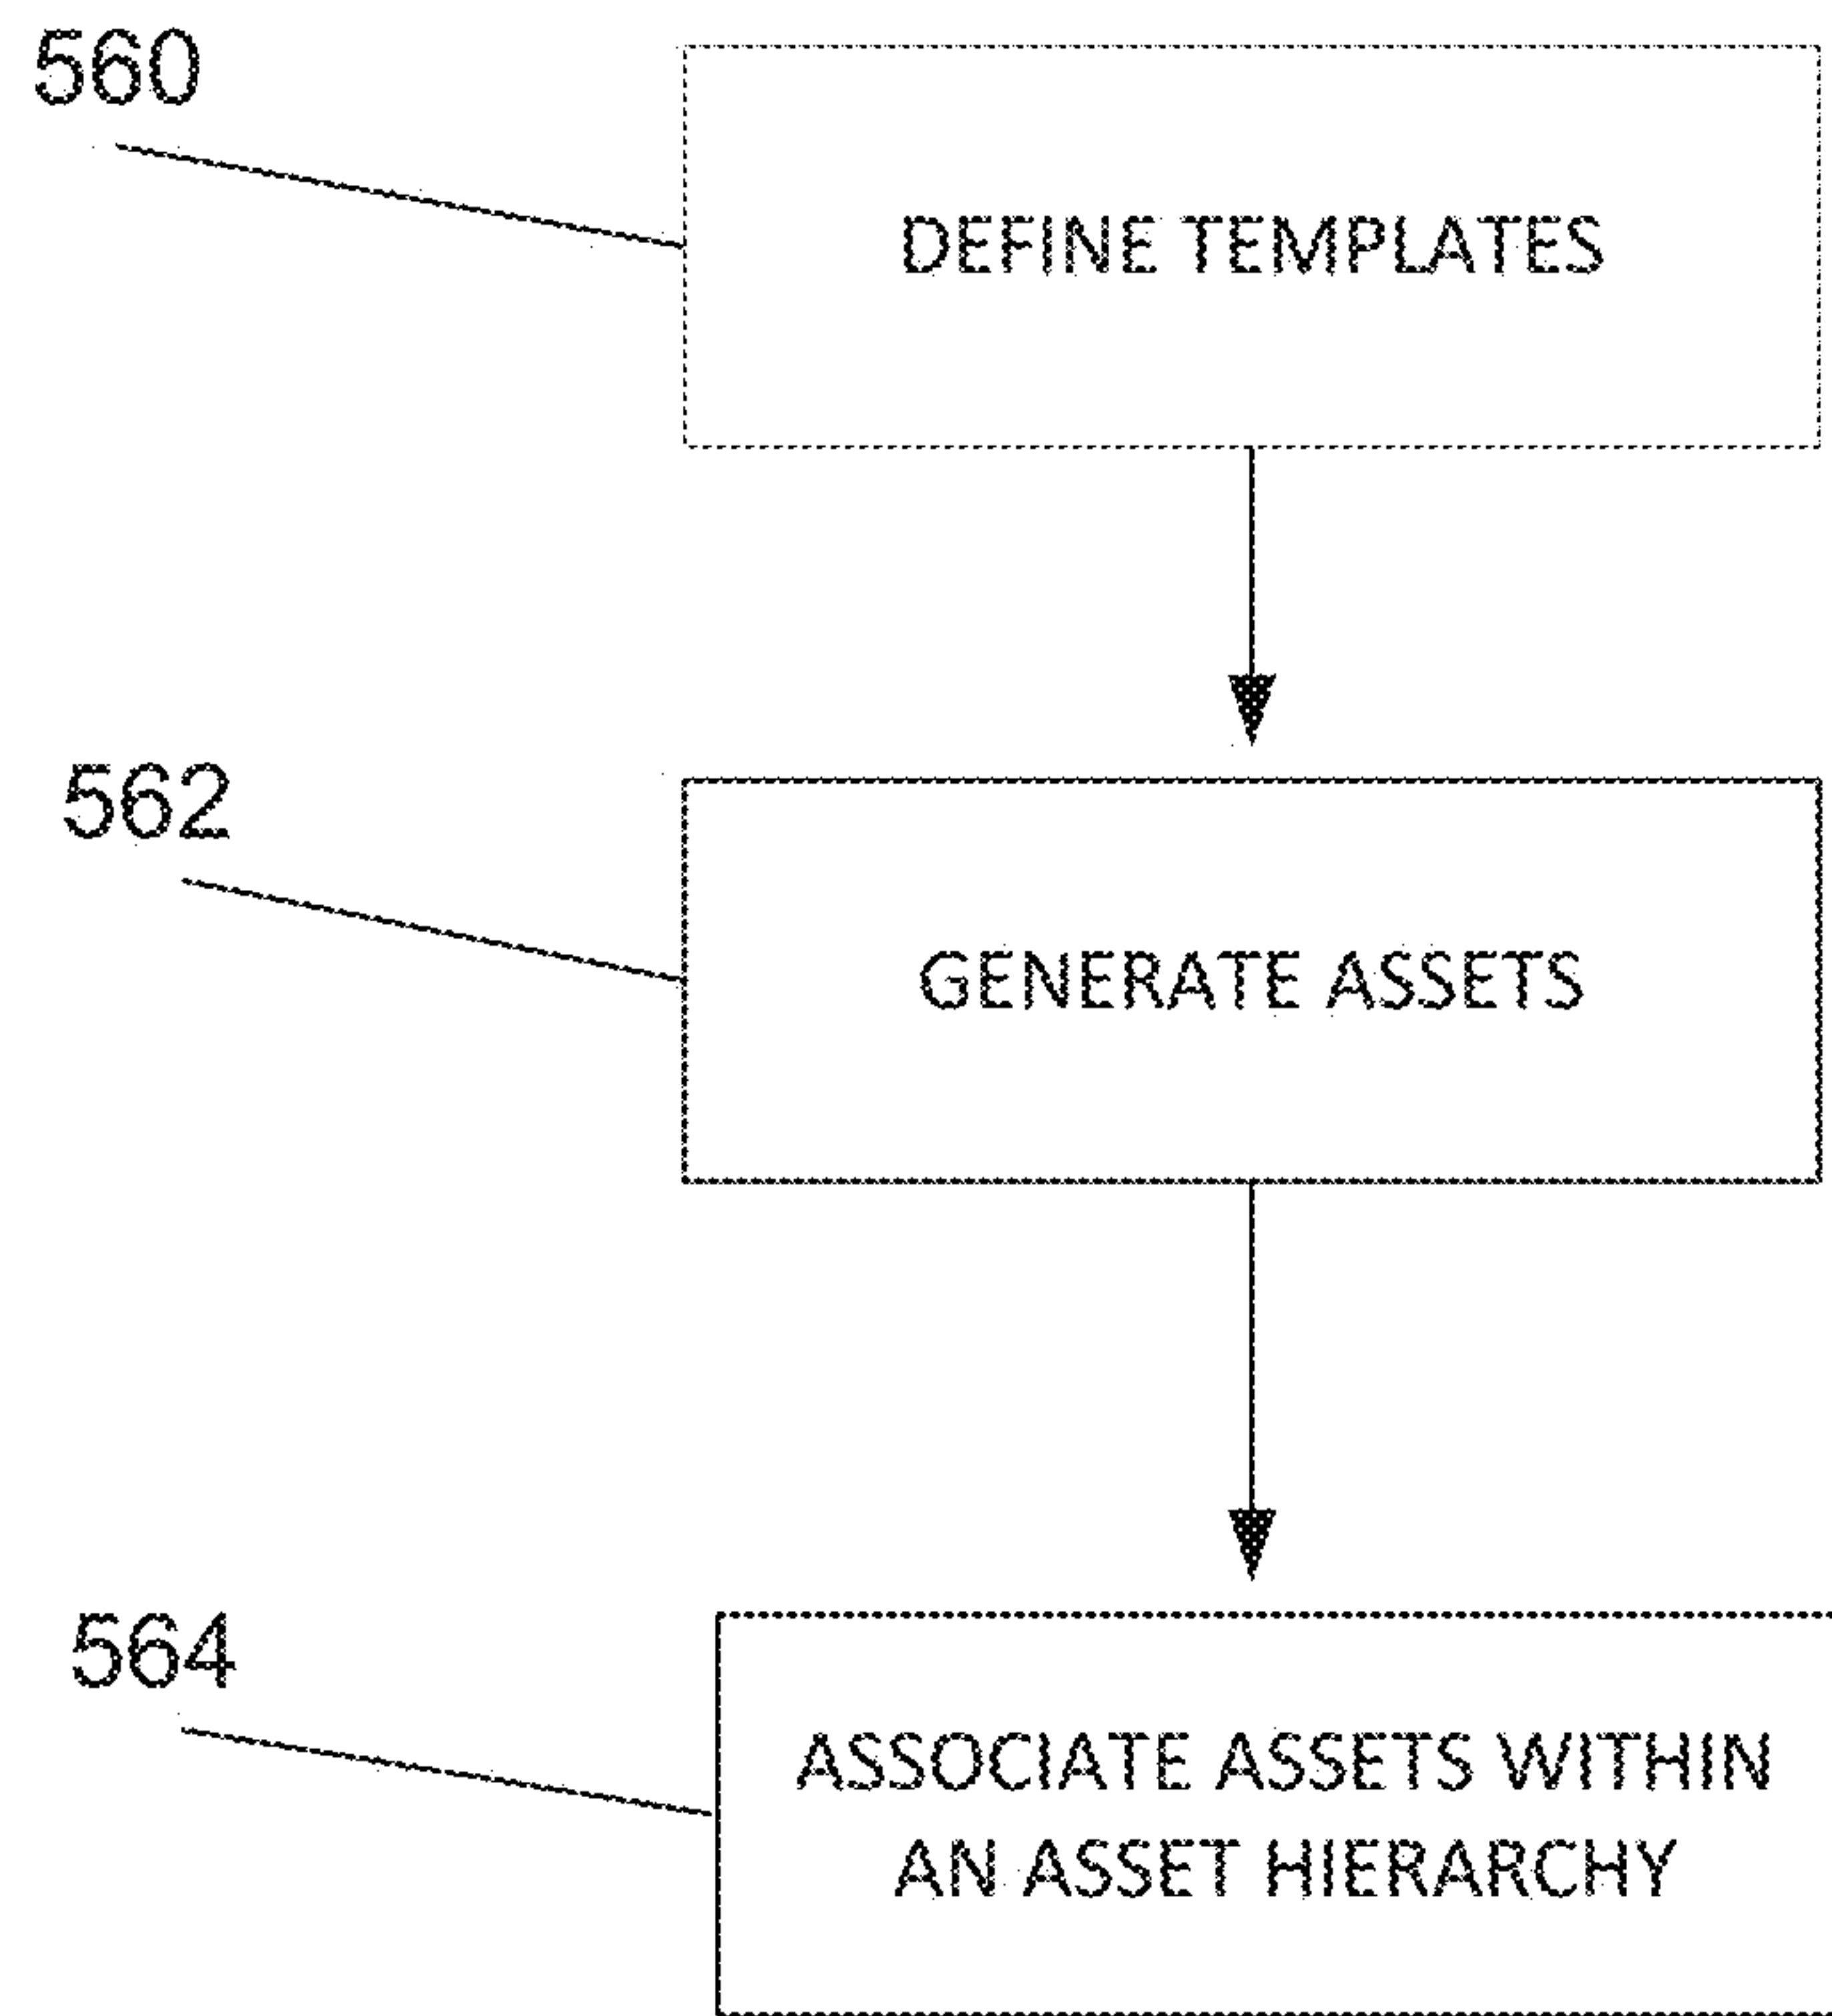 560
DEFINE TEMPLATES
562
GENERATE ASSETS
564
ASSOCIATE ASSETS WITHIN
AN ASSET HIERARCHY